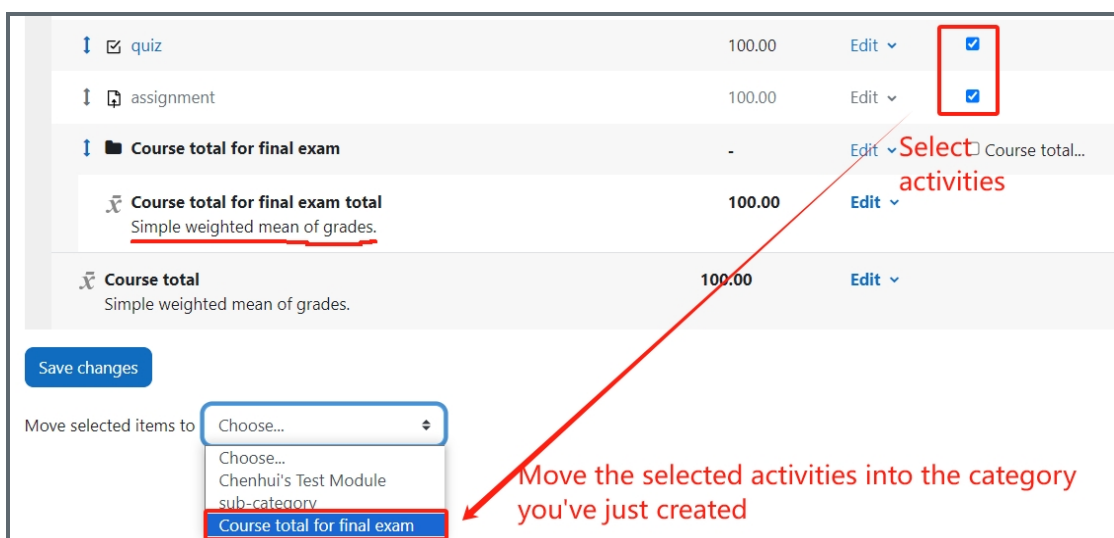 quiz 100.00 Edit
assignment 100.00 Edit
Course total for final exam - Edit Course total...
Select
activities
Course total for final exam total 100.00 Edit
Simple weighted mean of grades.
Course total 100.00 Edit
Simple weighted mean of grades.
Save changes
Move selected items to Choose...
Choose...
Chenhui's Test Module
sub-category
Course total for final exam
Move the selected activities into the category
you've just created